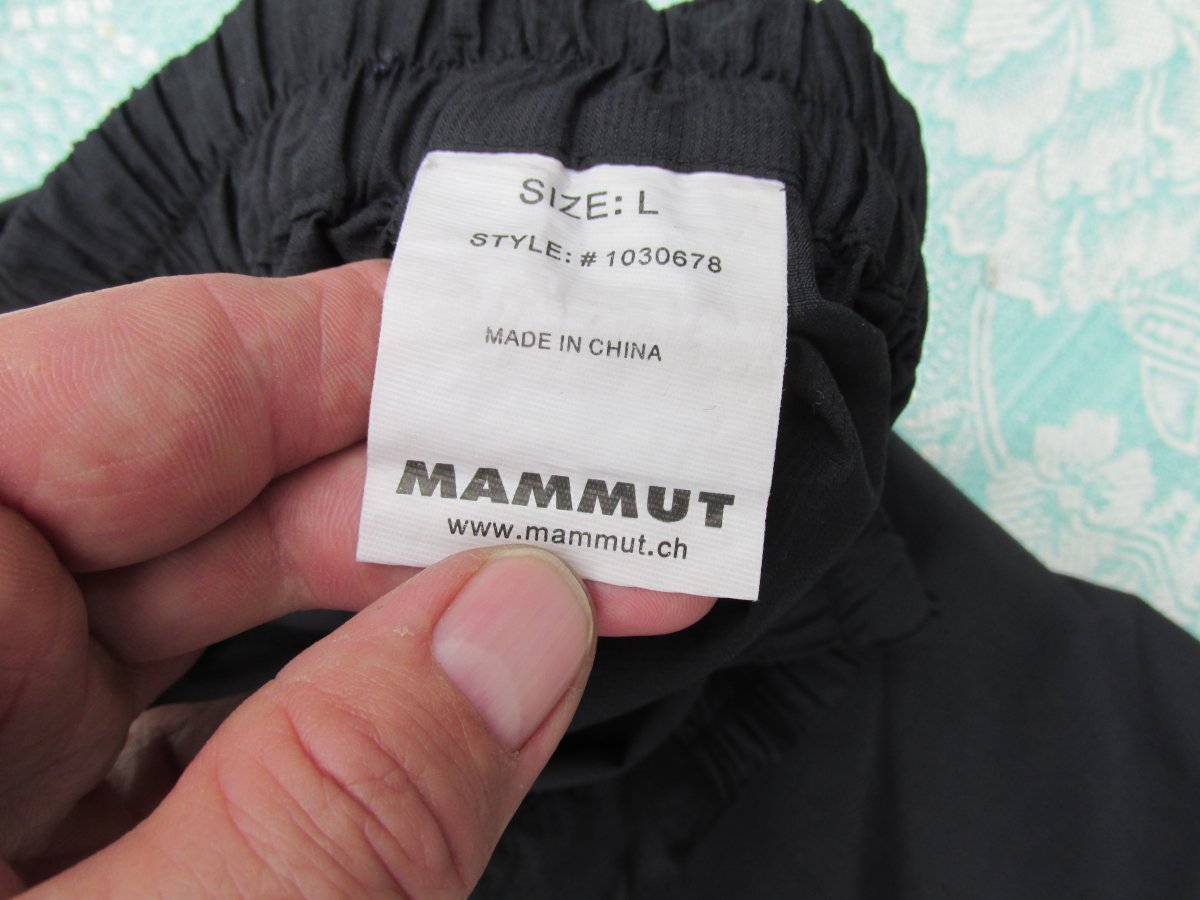 SIZE: L
STYLE: # 1030678
MADE IN CHINA
MAMMUT
www.mammut.ch